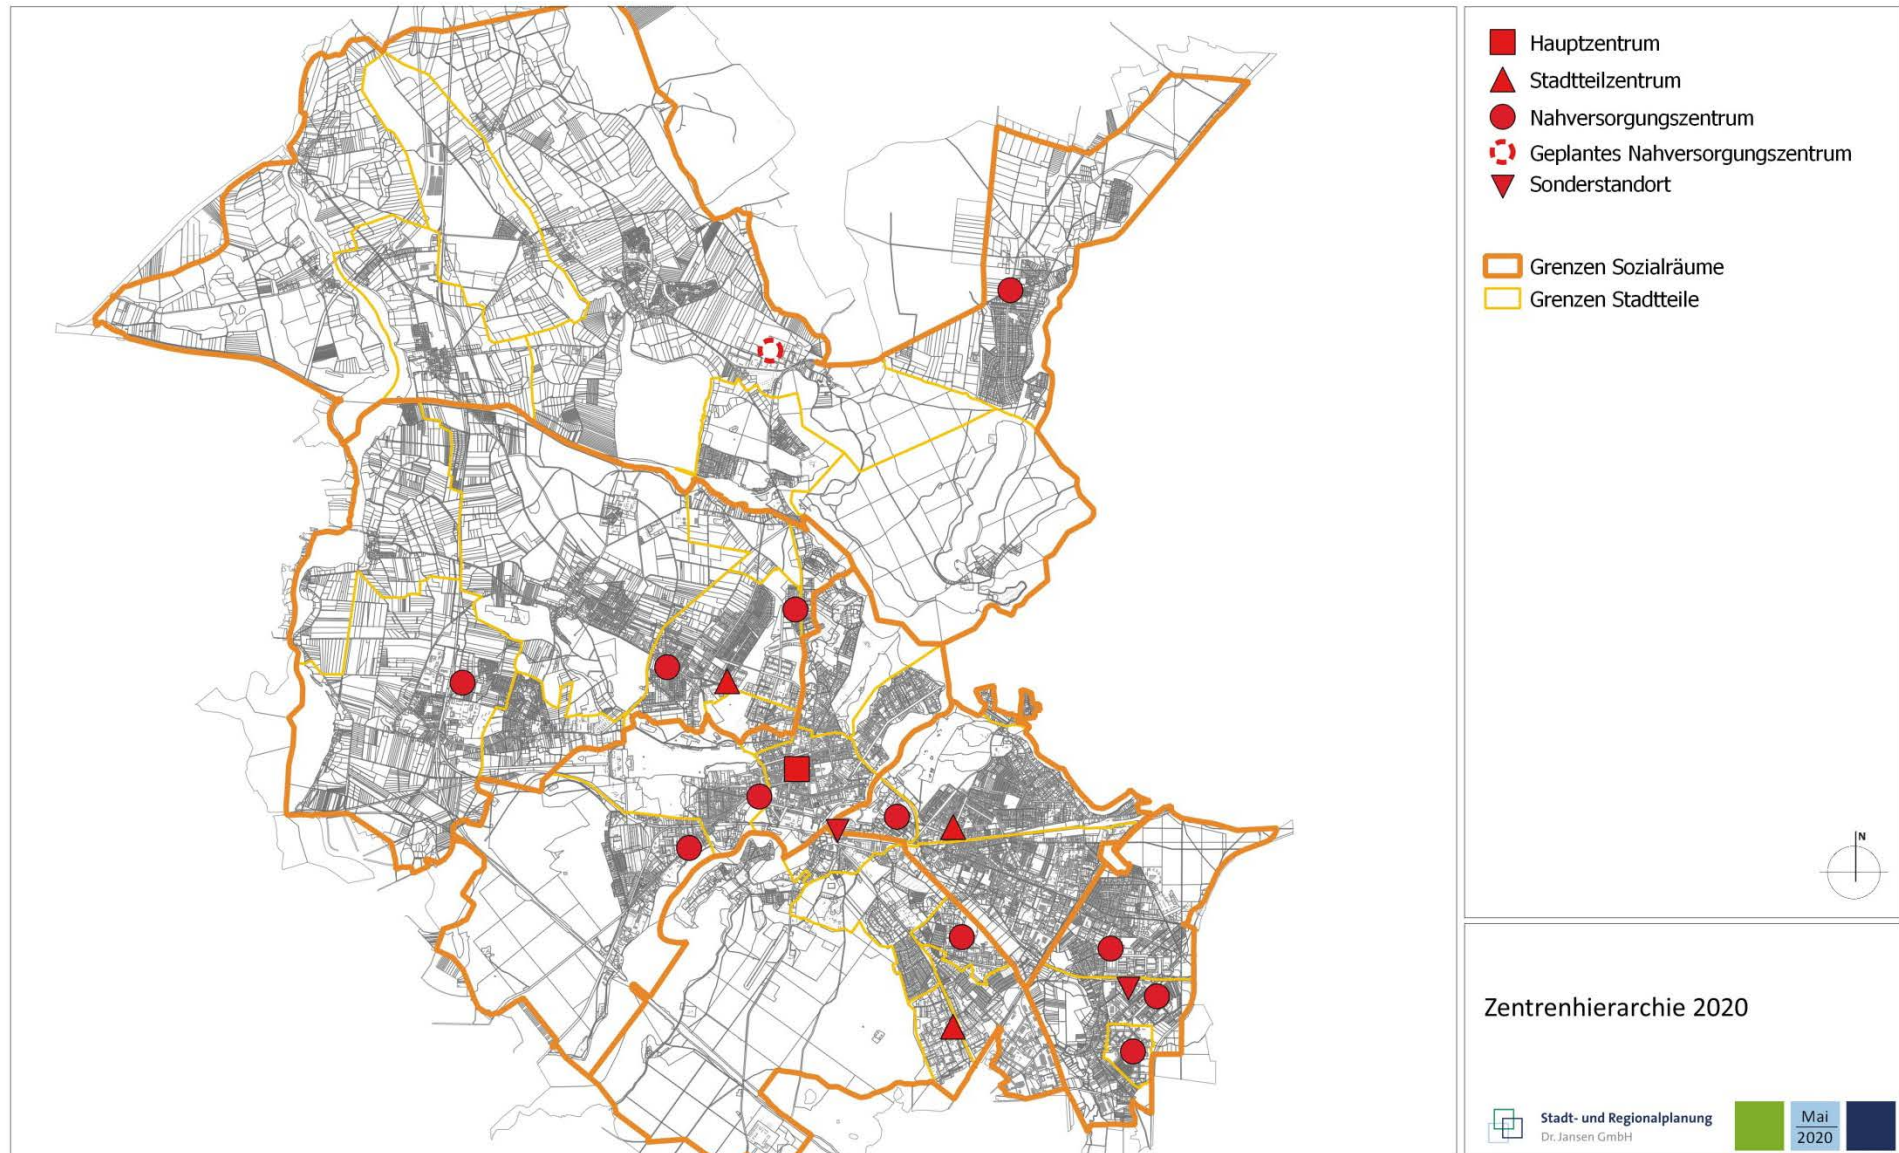 Hauptzentrum
Stadtteilzentrum
Nahversorgungszentrum
Geplantes Nahversorgungszentrum
Sonderstandort
Grenzen Sozialräume
Grenzen Stadtteile
N
Zentrenhierarchie 2020
Stadt- und Regionalplanung
Dr. Jansen GmbH
Mai
2020